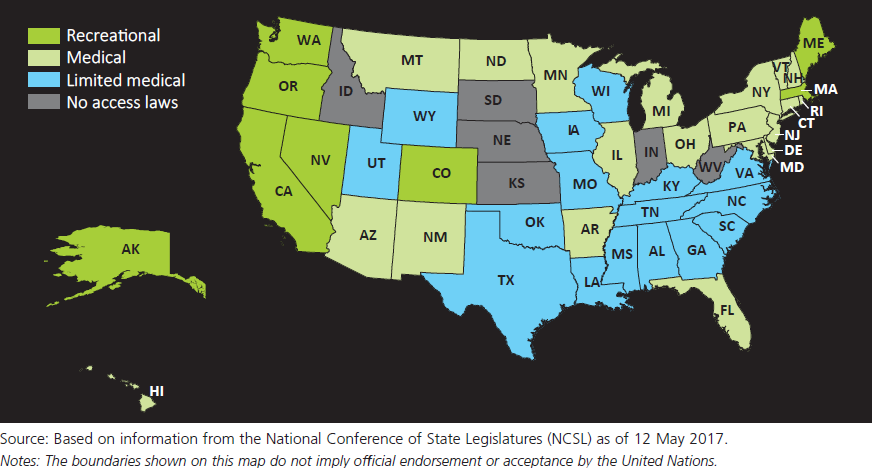 Recreational
Medical
Limited medical
No access laws
WA
MT
ND
MN
ME
VT
NH
OR
ID
SD
WI
MI
NY
MA
RI
CT
WY
NE
IA
PA
NJ
NV
UT
CO
IL
IN
OH
DE
MD
CA
KS
MO
KY
WV
VA
AZ
NM
OK
AR
TN
NC
SC
AK
TX
LA
MS
AL
GA
FL
HI
Source: Based on information from the National Conference of State Legislatures (NCSL) as of 12 May 2017.
Notes: The boundaries shown on this map do not imply official endorsement or acceptance by the United Nations.